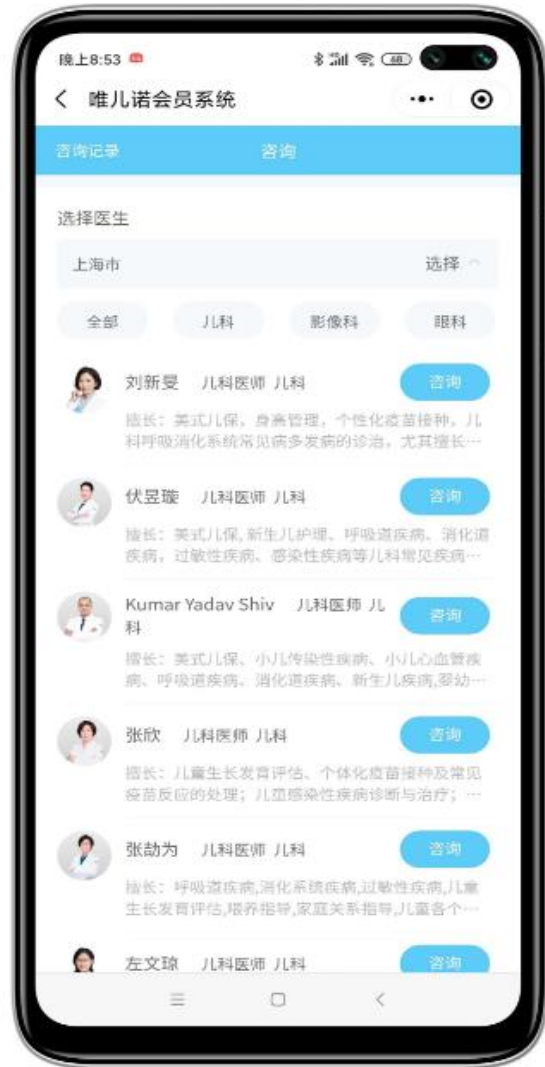 晚上8:53
48
唯儿诺会员系统
咨询记录 咨询
选择医生
上海市 选择
全部 儿科 影像科 眼科
刘新旻 儿科医师 儿科 咨询
擅长：美式儿保，身高管理，个性化疫苗接种，儿
科呼吸消化系统常见病多发病的诊治，尤其擅长…
伏昱璇 儿科医师 儿科 咨询
擅长：美式儿保, 新生儿护理、呼吸道疾病、消化道
疾病，过敏性疾病、感染性疾病等儿科常见疾病…
Kumar Yadav Shiv 儿科医师 儿
科 咨询
擅长：美式儿保、小儿传染性疾病、小儿心血管疾
病、呼吸道疾病、消化道疾病、新生儿疾病,婴幼…
张欣 儿科医师 儿科 咨询
擅长：儿童生长发育评估、个体化疫苗接种及常见
疫苗反应的处理；儿童感染性疾病诊断与治疗；…
张劼为 儿科医师 儿科 咨询
擅长：呼吸道疾病,消化系统疾病,过敏性疾病,儿童
生长发育评估,喂养指导,家庭关系指导,儿童各个…
左文琼 儿科医师 儿科 咨询